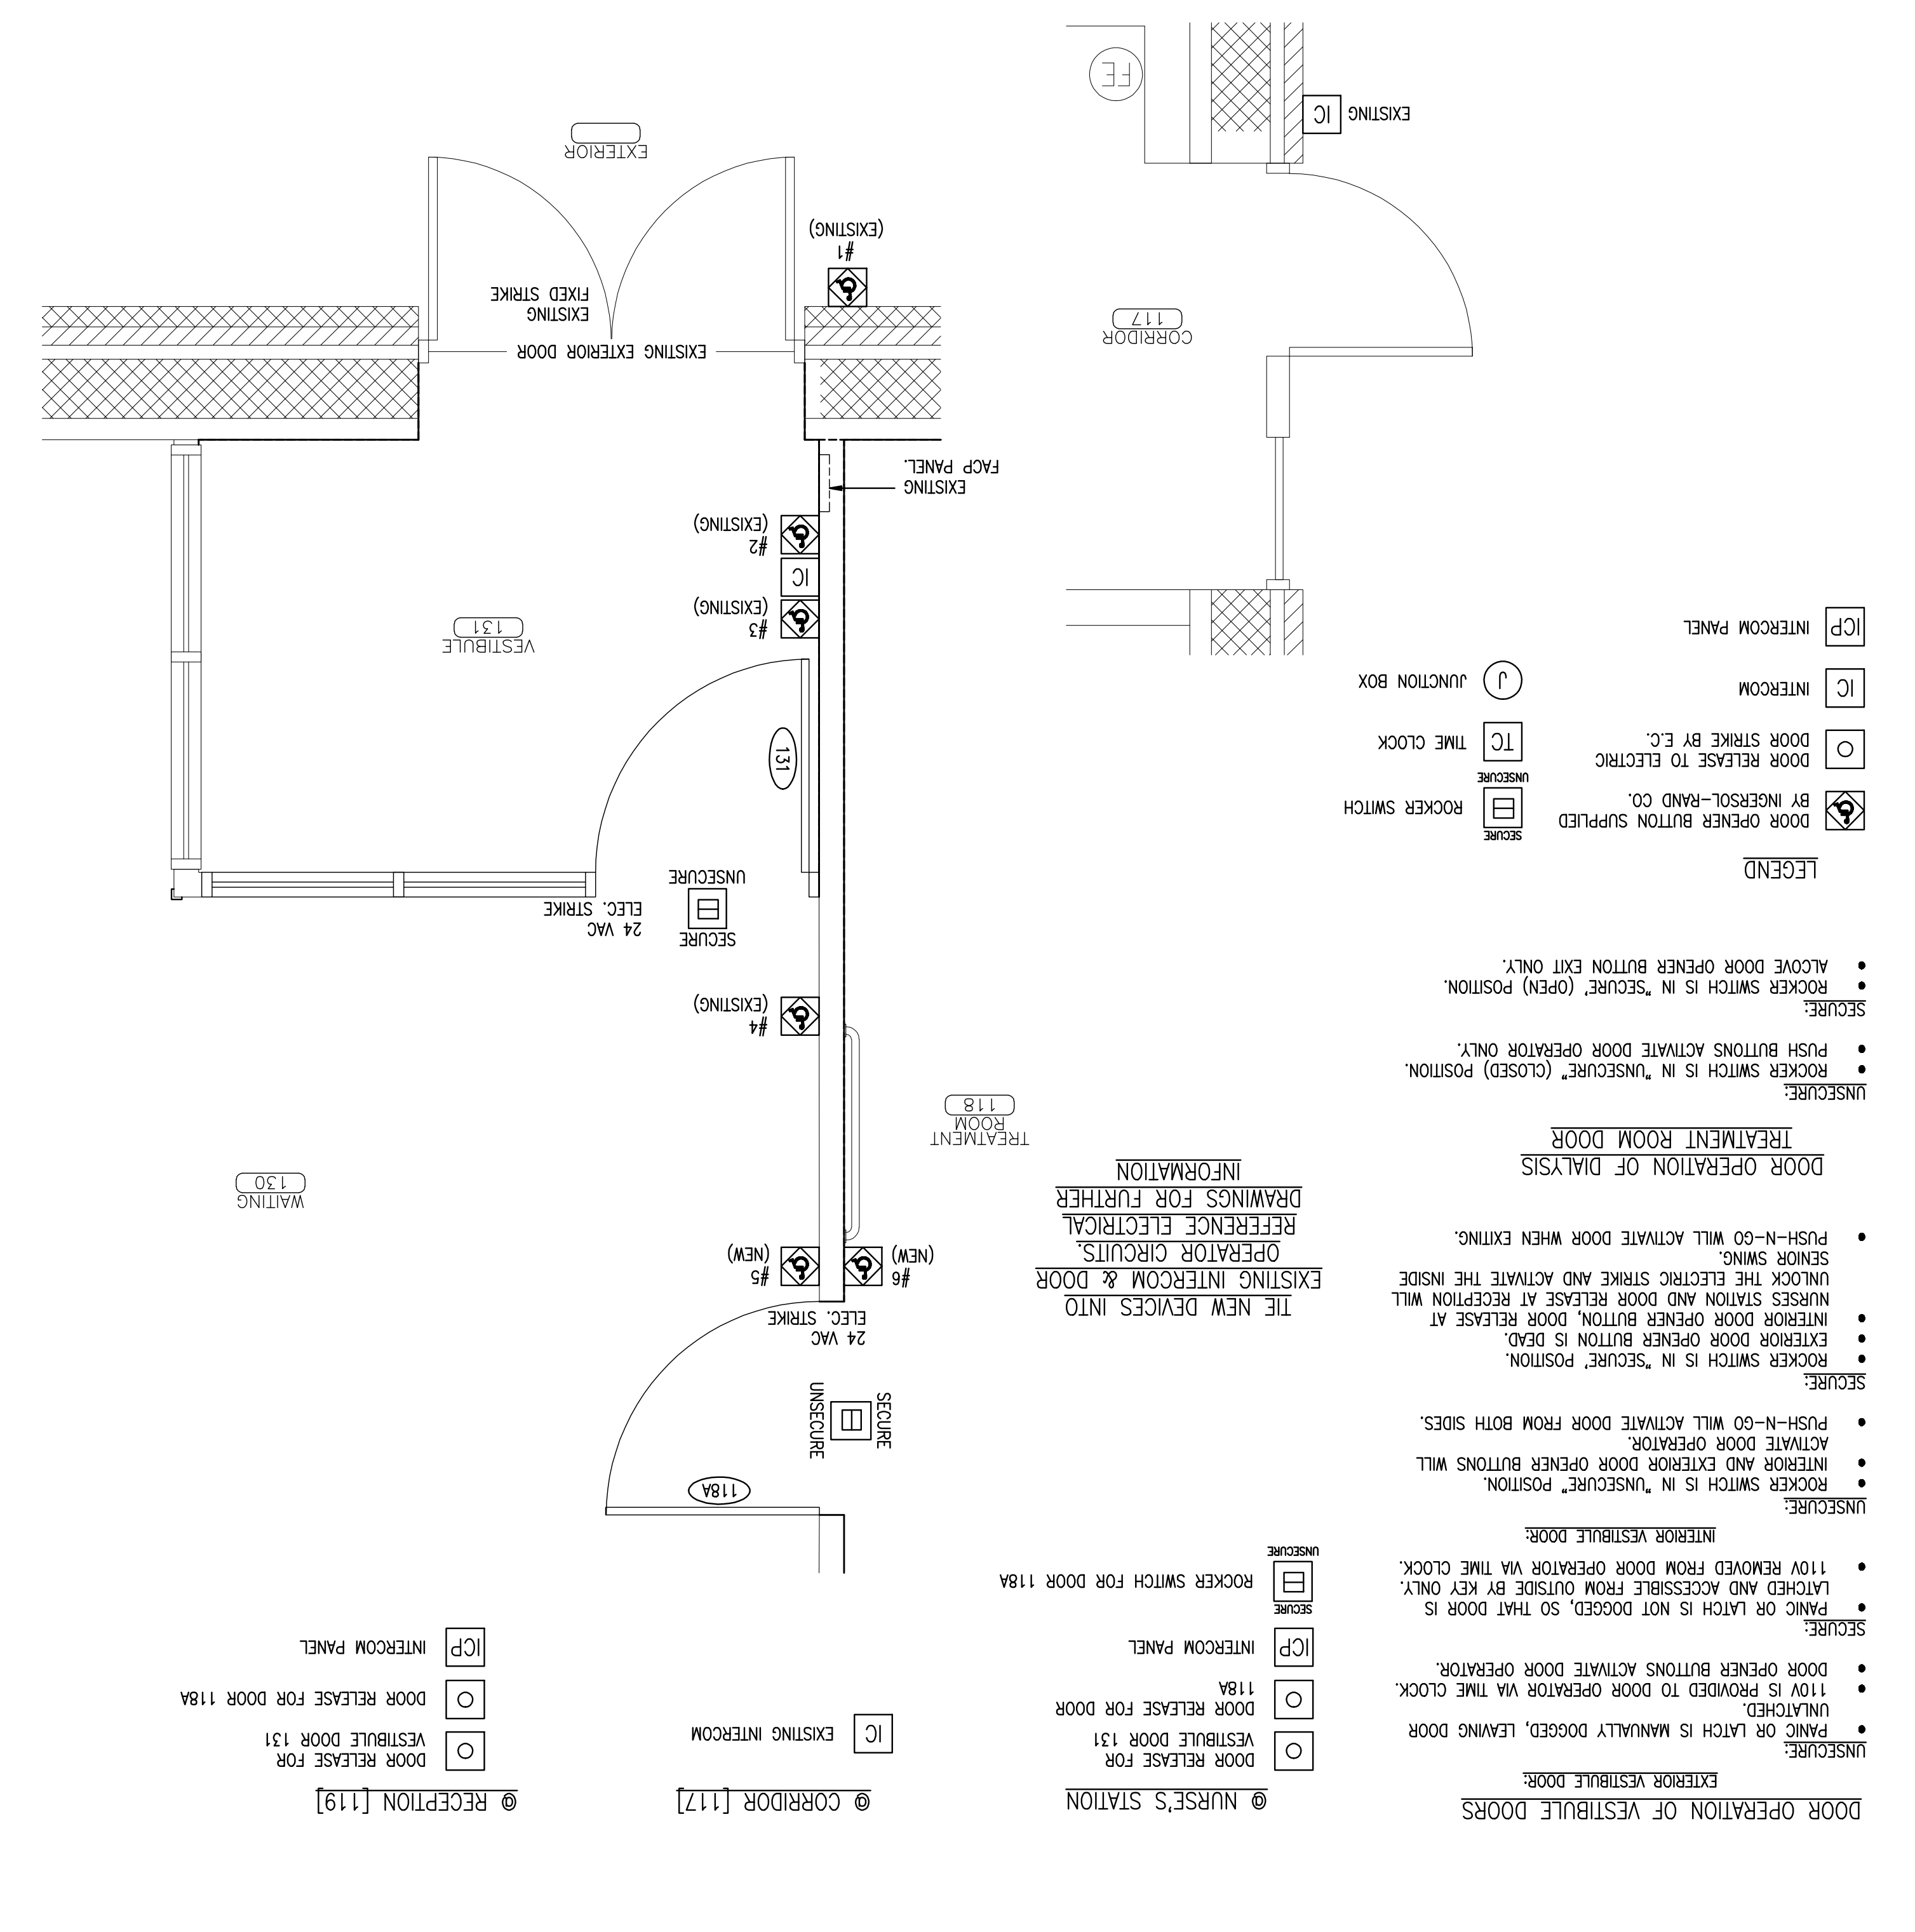 DOOR OPERATION OF VESTIBULE DOORS
EXTERIOR VESTIBULE DOOR:
UNSECURE:
• PANIC OR LATCH IS MANUALLY DOGGED, LEAVING DOOR
UNLATCHED.
• 110V IS PROVIDED TO DOOR OPERATOR VIA TIME CLOCK.
• DOOR OPENER BUTTONS ACTIVATE DOOR OPERATOR.
SECURE:
• PANIC OR LATCH IS NOT DOGGED, SO THAT DOOR IS
LATCHED AND ACCESSIBLE FROM OUTSIDE BY KEY ONLY.
• 110V REMOVED FROM DOOR OPERATOR VIA TIME CLOCK.
INTERIOR VESTIBULE DOOR:
UNSECURE:
• ROCKER SWITCH IS IN "UNSECURE" POSITION.
• INTERIOR AND EXTERIOR DOOR OPENER BUTTONS WILL
ACTIVATE DOOR OPERATOR.
• PUSH-N-GO WILL ACTIVATE DOOR FROM BOTH SIDES.
SECURE:
• ROCKER SWITCH IS IN "SECURE' POSITION.
• EXTERIOR DOOR OPENER BUTTON IS DEAD.
• INTERIOR DOOR OPENER BUTTON, DOOR RELEASE AT
NURSES STATION AND DOOR RELEASE AT RECEPTION WILL
UNLOCK THE ELECTRIC STRIKE AND ACTIVATE THE INSIDE
SENIOR SWING.
• PUSH-N-GO WILL ACTIVATE DOOR WHEN EXITING.
DOOR OPERATION OF DIALYSIS
TREATMENT ROOM DOOR
UNSECURE:
• ROCKER SWITCH IS IN "UNSECURE" (CLOSED) POSITION.
• PUSH BUTTONS ACTIVATE DOOR OPERATOR ONLY.
SECURE:
• ROCKER SWITCH IS IN "SECURE' (OPEN) POSITION.
• ALCOVE DOOR OPENER BUTTON EXIT ONLY.
LEGEND
DOOR OPENER BUTTON SUPPLIED
BY INGERSOL-RAND CO.
DOOR RELEASE TO ELECTRIC
DOOR STRIKE BY E.C.
IC INTERCOM
ICP INTERCOM PANEL
SECURE
ROCKER SWITCH
UNSECURE
TC TIME CLOCK
J JUNCTION BOX
@ NURSE'S STATION
DOOR RELEASE FOR
VESTIBULE DOOR 131
DOOR RELEASE FOR DOOR
118A
ICP INTERCOM PANEL
SECURE
ROCKER SWITCH FOR DOOR 118A
UNSECURE
@ CORRIDOR [117]
IC EXISTING INTERCOM
@ RECEPTION [119]
DOOR RELEASE FOR
VESTIBULE DOOR 131
DOOR RELEASE FOR DOOR 118A
ICP INTERCOM PANEL
TIE NEW DEVICES INTO
EXISTING INTERCOM & DOOR
OPERATOR CIRCUITS.
REFERENCE ELECTRICAL
DRAWINGS FOR FURTHER
INFORMATION
118A
SECURE
UNSECURE
24 VAC
ELEC. STRIKE
#6
(NEW)
#5
(NEW)
WAITING
130
TREATMENT
ROOM
118
#4
(EXISTING)
SECURE
UNSECURE
24 VAC
ELEC. STRIKE
131
VESTIBULE
131
#3
(EXISTING)
IC
#2
(EXISTING)
EXISTING
FACP PANEL.
EXISTING EXTERIOR DOOR
EXISTING
FIXED STRIKE
#1
(EXISTING)
EXTERIOR
CORRIDOR
117
IC EXISTING
FE